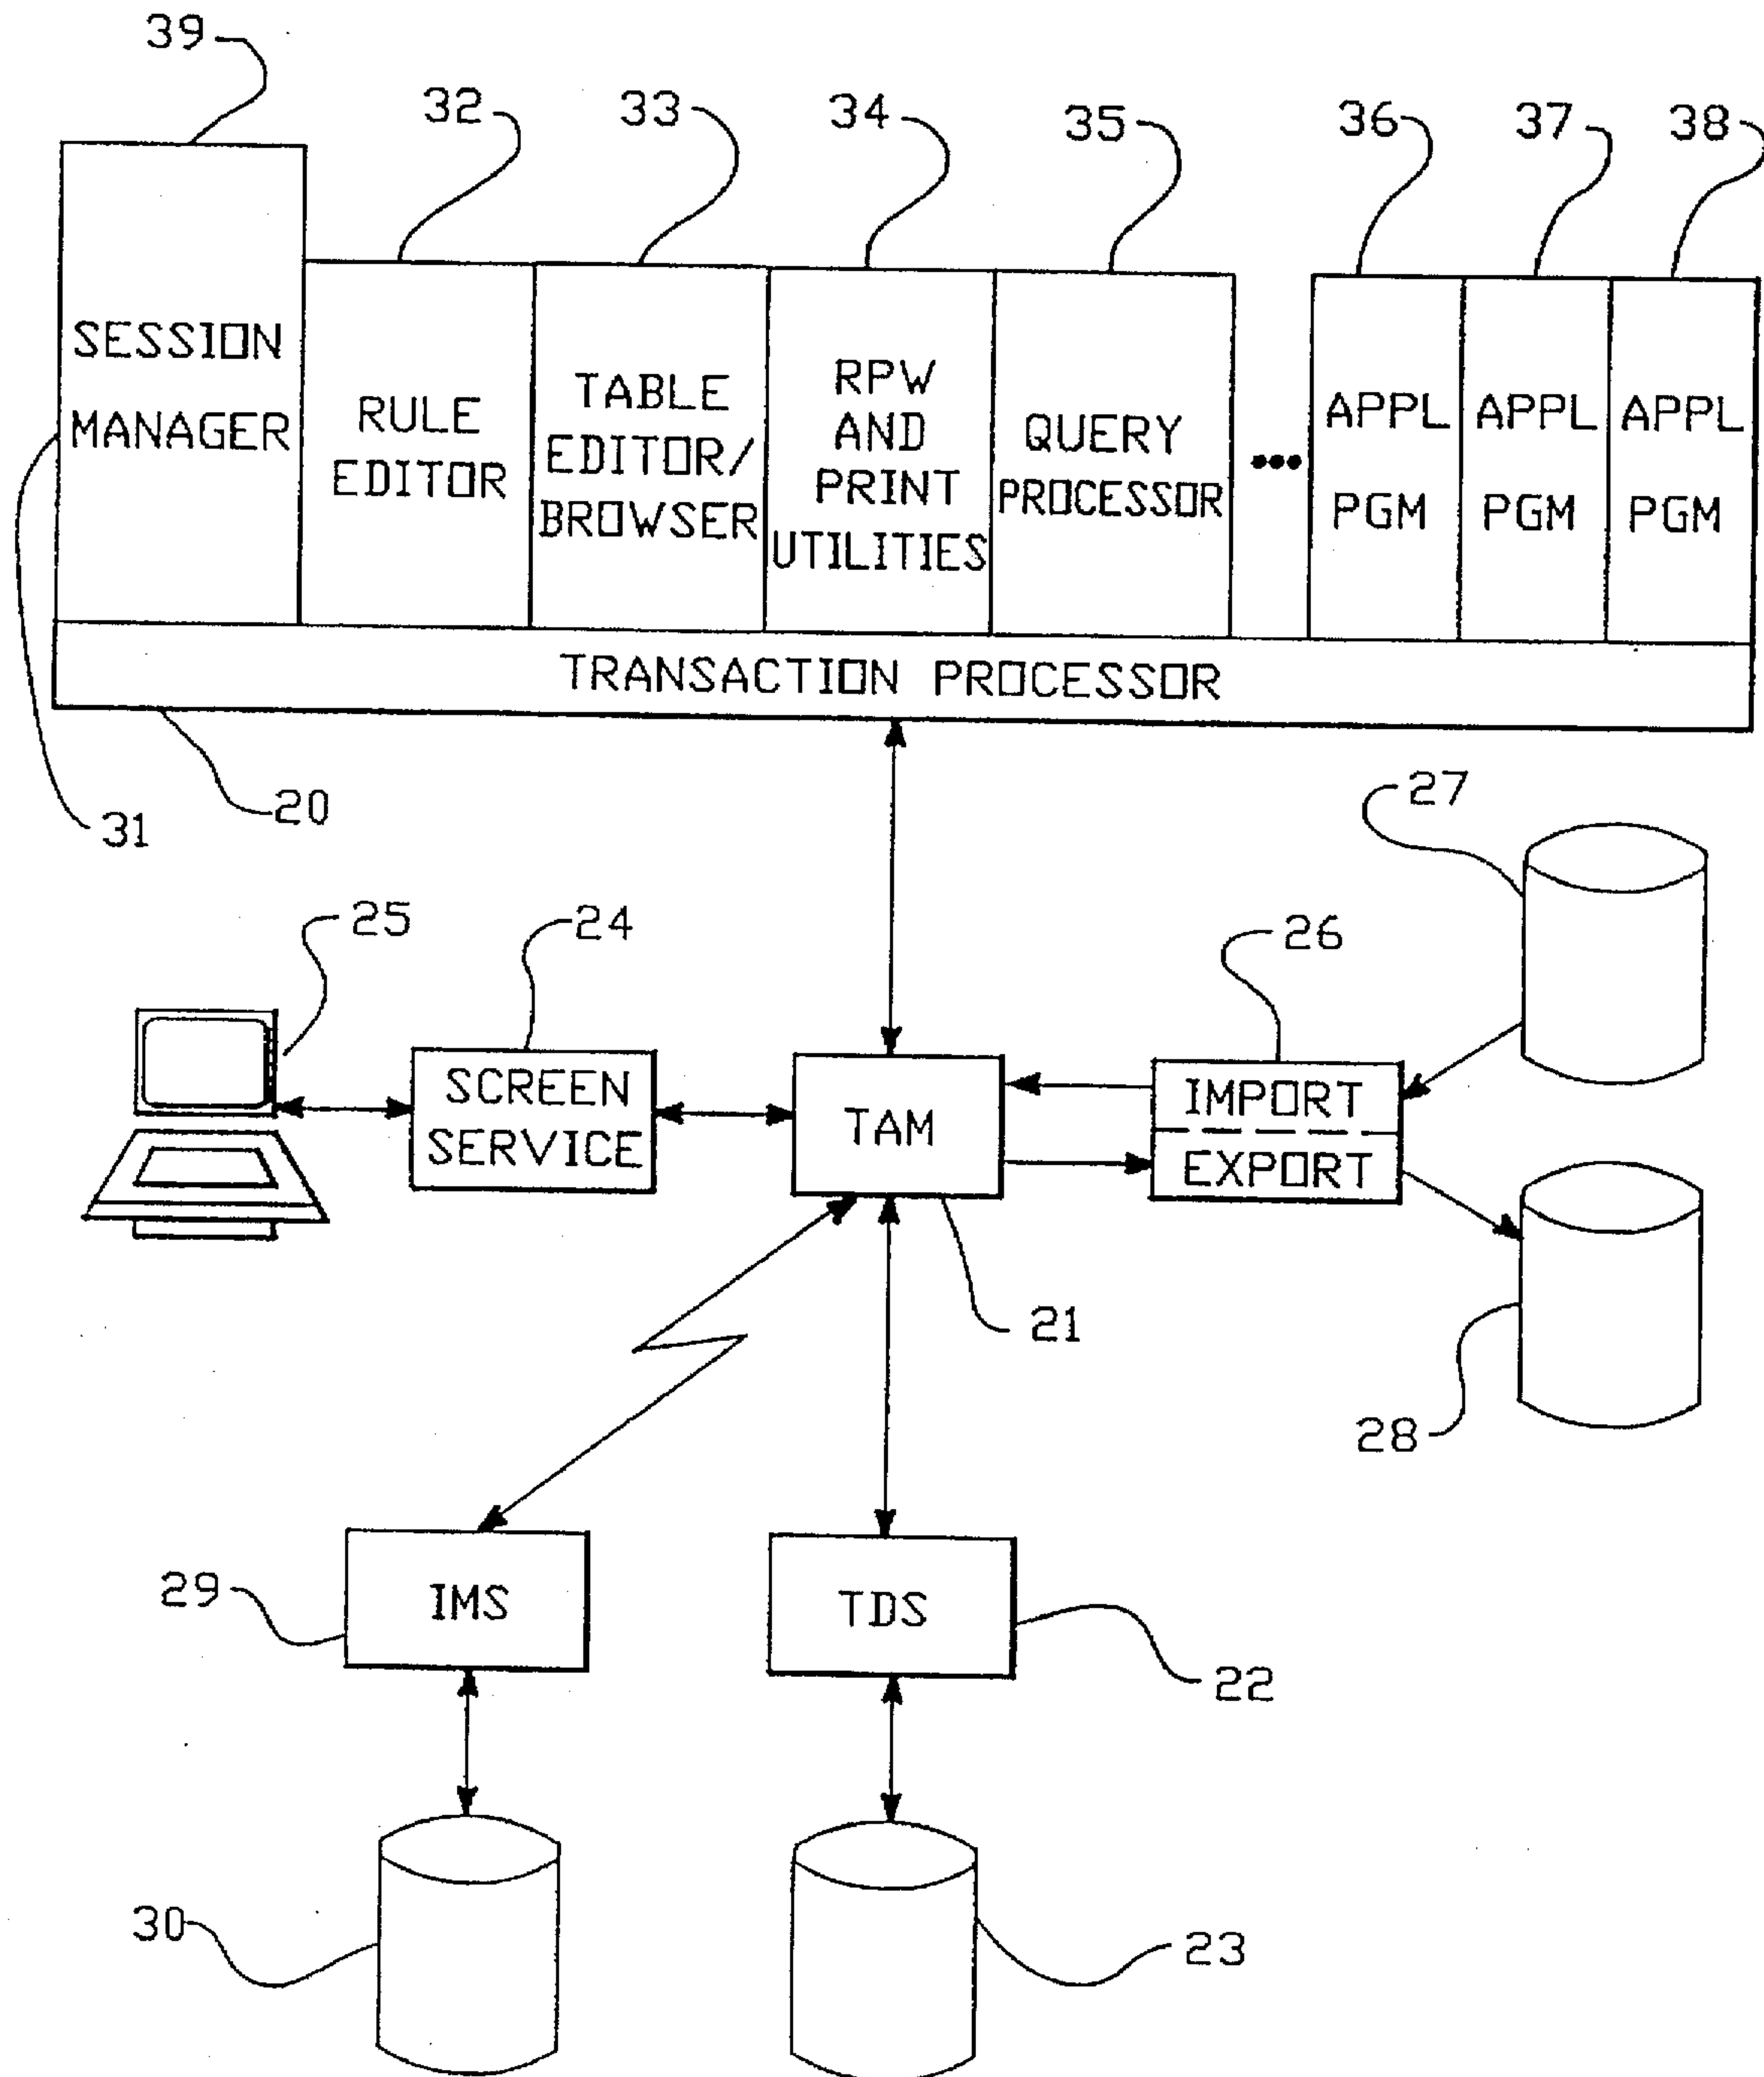 39
32
33
34
35
36
37
38
SESSION
MANAGER
RULE
EDITOR
TABLE
EDITOR/
BROWSER
RPW
AND
PRINT
UTILITIES
QUERY
PROCESSOR
•••
APPL
PGM
APPL
PGM
APPL
PGM
TRANSACTION PROCESSOR
31
20
27
25
24
26
SCREEN
SERVICE
TAM
IMPORT
EXPORT
21
28
29
IMS
TDS
22
30
23